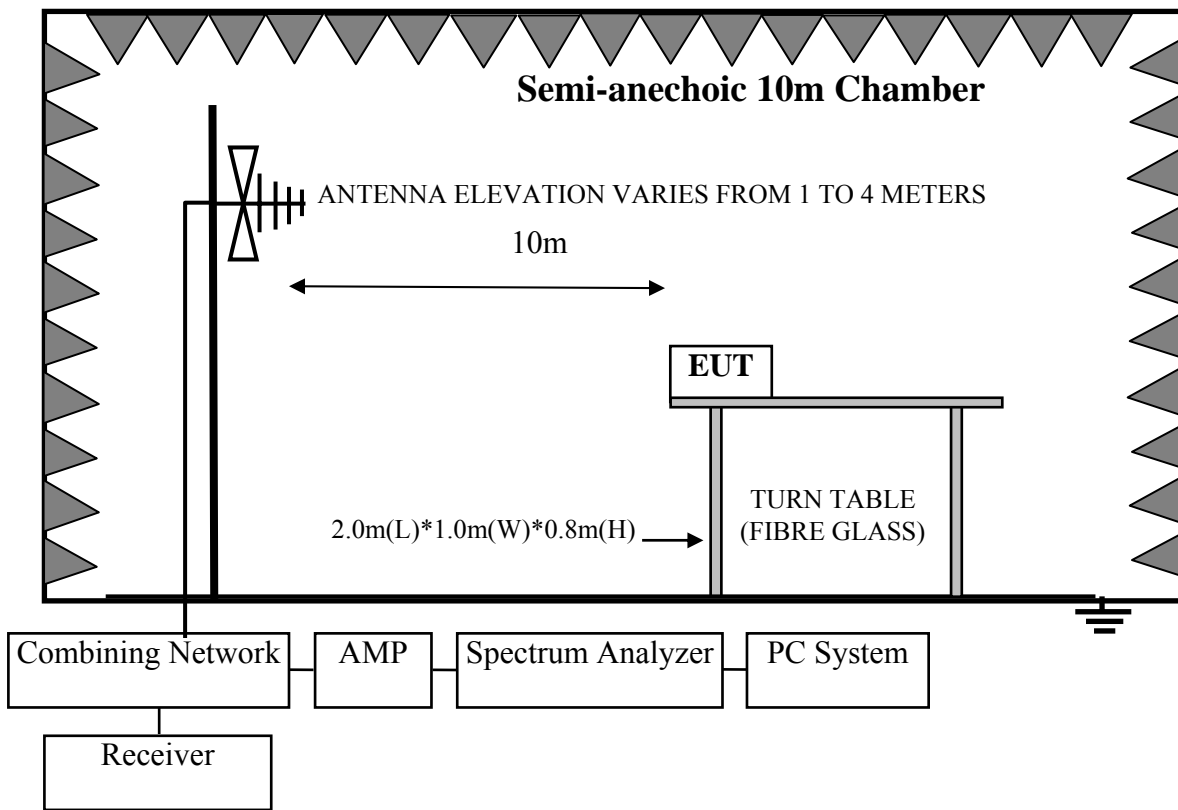 Semi-anechoic 10m Chamber
ANTENNA ELEVATION VARIES FROM 1 TO 4 METERS
10m
EUT
TURN TABLE
(FIBRE GLASS)
2.0m(L)*1.0m(W)*0.8m(H)
Combining Network
AMP
Spectrum Analyzer
PC System
Receiver